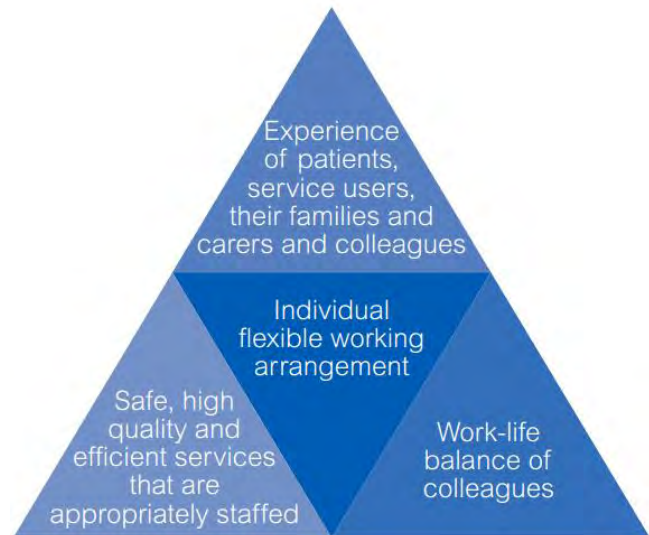 Experience
of patients,
service users,
their families and
carers and colleagues
Individual
flexible working
arrangement
Safe, high
quality and
efficient services
that are
appropriately staffed
Work-life
balance of
colleagues